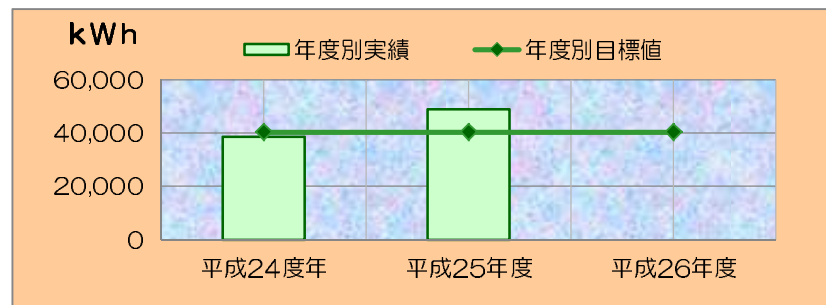 kWh
年度別実績 年度別目標値
60,000
40,000
20,000
0
平成24度年 平成25年度 平成26年度